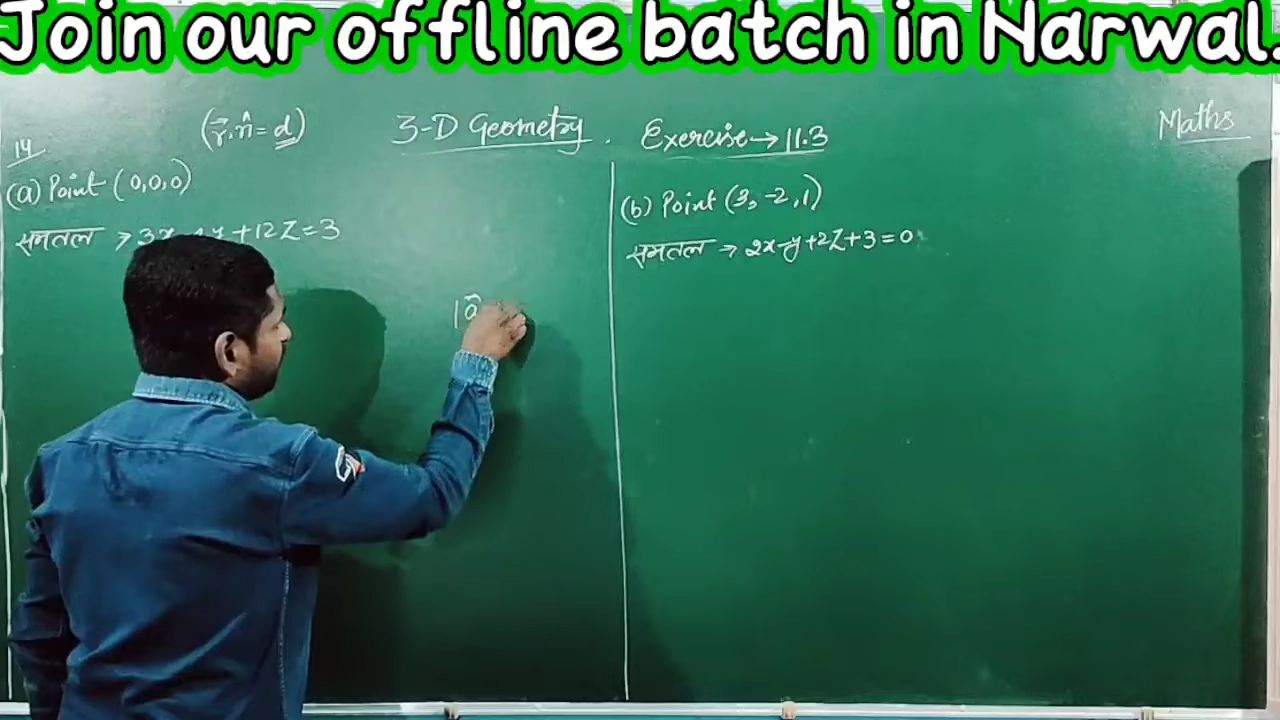 Join our offline batch in Narwal
14
(r⃗.n̂ = d)
3-D Geometry.
Exercise → 11.3
Maths
(a) Point (0,0,0)
समतल → 3x +12Z=3
|a
(b) Point (3, -2, 1)
समतल → 2x-y+2Z+3=0